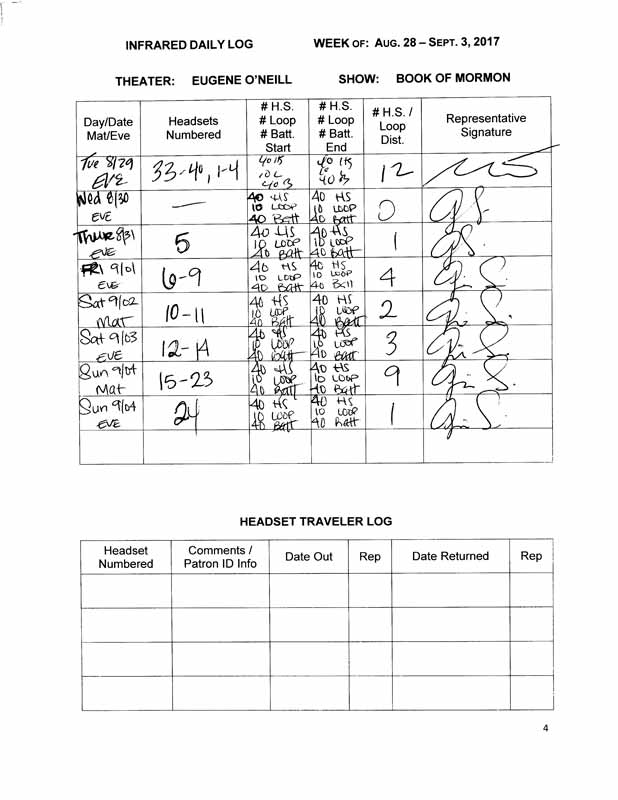 INFRARED DAILY LOG WEEK OF: AUG. 28 – SEPT. 3, 2017
THEATER: EUGENE O'NEILL SHOW: BOOK OF MORMON
Day/Date Mat/Eve Headsets Numbered # H.S. # Loop # Batt. Start # H.S. # Loop # Batt. End # H.S. / Loop Dist. Representative Signature
Tue 8/29 EVE 33-40, 1-4 40 HS 10 L 40 B 40 HS 10 40 B 12
Wed 8/30 EVE — 40 HS 10 LOOP 40 Batt 40 HS 10 LOOP 40 Batt 0
Thur 8/31 EVE 5 40 HS 10 LOOP 40 Batt 40 HS 10 LOOP 40 Batt 1
FRI 9/01 EVE 6-9 40 HS 10 LOOP 40 Batt 40 HS 10 LOOP 40 Batt 4
Sat 9/02 Mat 10-11 40 HS 10 LOOP 40 Batt 40 HS 10 LOOP 40 Batt 2
Sat 9/03 EVE 12-14 40 HS 10 LOOP 40 Batt 40 HS 10 LOOP 40 Batt 3
Sun 9/04 Mat 15-23 40 HS 10 LOOP 40 Batt 40 HS 10 LOOP 40 Batt 9
Sun 9/04 EVE 24 40 HS 10 LOOP 40 Batt 40 HS 10 LOOP 40 Batt 1
HEADSET TRAVELER LOG
Headset Numbered Comments / Patron ID Info Date Out Rep Date Returned Rep
4